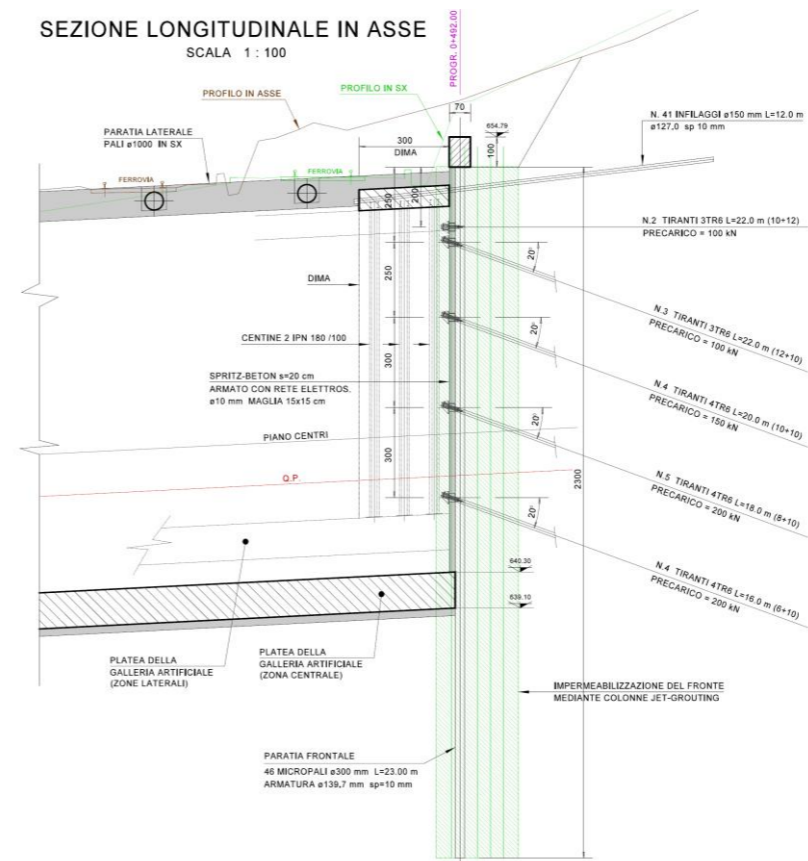 SEZIONE LONGITUDINALE IN ASSE
SCALA 1 : 100
PROGR. 0+492.00
PROFILO IN ASSE
PROFILO IN SX
70
654.79
N. 41 INFILAGGI ø150 mm L=12.0 m
ø127,0 sp 10 mm
PARATIA LATERALE
PALI ø1000 IN SX
300
DIMA
100
FERROVIA
FERROVIA
250
200
N.2 TIRANTI 3TR6 L=22.0 m (10+12)
PRECARICO = 100 kN
20°
250
DIMA
N.3 TIRANTI 3TR6 L=22.0 m (12+10)
PRECARICO = 100 kN
CENTINE 2 IPN 180 /100
20°
300
SPRITZ-BETON s=20 cm
ARMATO CON RETE ELETTROS.
ø10 mm MAGLIA 15x15 cm
N.4 TIRANTI 4TR6 L=20.0 m (10+10)
PRECARICO = 150 kN
20°
PIANO CENTRI
300
2300
Q.P.
N.5 TIRANTI 4TR6 L=18.0 m (8+10)
PRECARICO = 200 kN
20°
640.30
N.4 TIRANTI 4TR6 L=16.0 m (6+10)
PRECARICO = 200 kN
639.10
PLATEA DELLA
GALLERIA ARTIFICIALE
(ZONE LATERALI)
PLATEA DELLA
GALLERIA ARTIFICIALE
(ZONA CENTRALE)
IMPERMEABILIZZAZIONE DEL FRONTE
MEDIANTE COLONNE JET-GROUTING
PARATIA FRONTALE
46 MICROPALI ø300 mm L=23.00 m
ARMATURA ø139,7 mm sp=10 mm